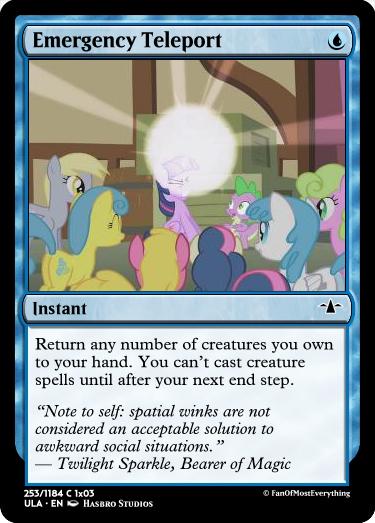 Emergency Teleport
Instant
Return any number of creatures you own
to your hand. You can't cast creature
spells until after your next end step.
“Note to self: spatial winks are not
considered an acceptable solution to
awkward social situations.”
— Twilight Sparkle, Bearer of Magic
253/1184 C 1x03
ULA • EN HASBRO STUDIOS
© FanOfMostEverything